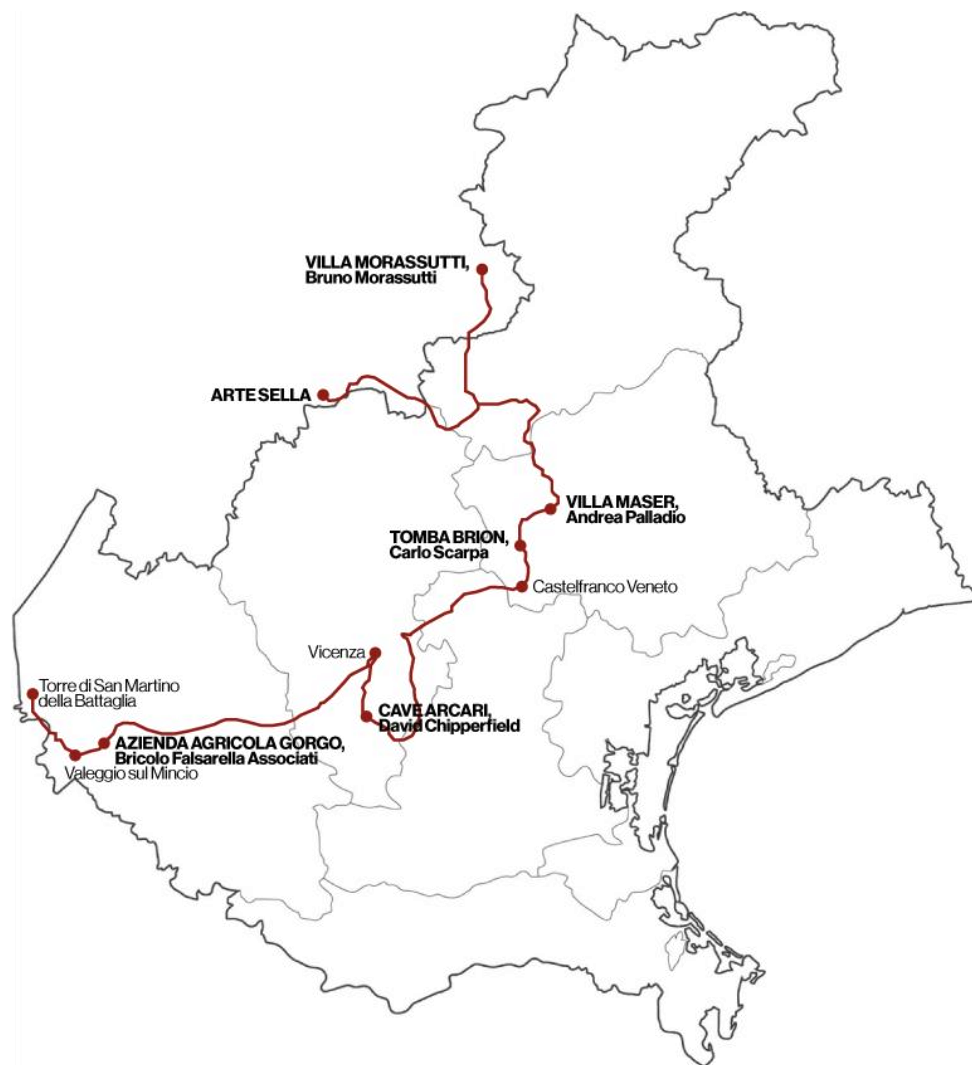 VILLA MORASSUTTI,
Bruno Morassutti
ARTE SELLA
VILLA MASER,
Andrea Palladio
TOMBA BRION,
Carlo Scarpa
Castelfranco Veneto
Vicenza
Torre di San Martino
della Battaglia
CAVE ARCARI,
David Chipperfield
AZIENDA AGRICOLA GORGO,
Bricolo Falsarella Associati
Valeggio sul Mincio